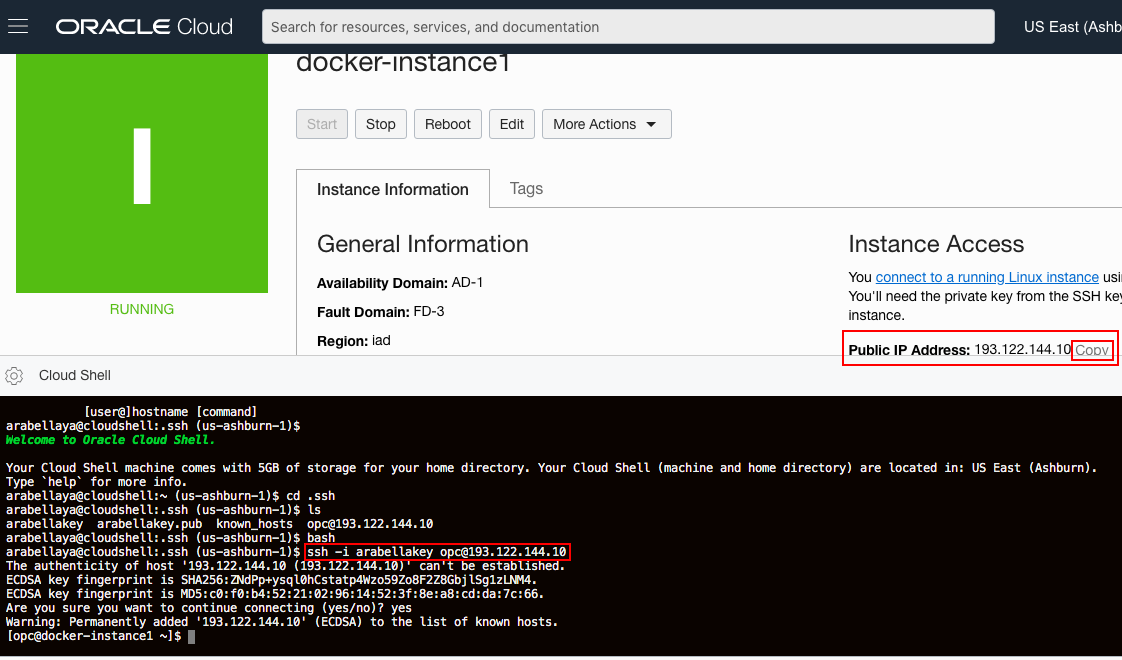 ORACLE Cloud
Search for resources, services, and documentation
US East (Ashb
docker-instance1
Start
Stop
Reboot
Edit
More Actions
I
RUNNING
Instance Information
Tags
General Information
Availability Domain: AD-1
Fault Domain: FD-3
Region: iad
Instance Access
You connect to a running Linux instance usi
You'll need the private key from the SSH key
instance.
Public IP Address: 193.122.144.10 Copy
Cloud Shell
[user@]hostname [command]
arabellaya@cloudshell:.ssh (us-ashburn-1)$
Welcome to Oracle Cloud Shell.
Your Cloud Shell machine comes with 5GB of storage for your home directory. Your Cloud Shell (machine and home directory) are located in: US East (Ashburn).
Type `help` for more info.
arabellaya@cloudshell:~ (us-ashburn-1)$ cd .ssh
arabellaya@cloudshell:.ssh (us-ashburn-1)$ ls
arabellakey  arabellakey.pub  known_hosts  opc@193.122.144.10
arabellaya@cloudshell:.ssh (us-ashburn-1)$ bash
arabellaya@cloudshell:.ssh (us-ashburn-1)$ ssh -i arabellakey opc@193.122.144.10
The authenticity of host '193.122.144.10 (193.122.144.10)' can't be established.
ECDSA key fingerprint is SHA256:ZNdPp+ysql0hCstatp4Wzo59Zo8F2Z8GbjlSg1zLNM4.
ECDSA key fingerprint is MD5:c0:f0:b4:52:21:02:96:14:52:3f:8e:a8:cd:da:7c:66.
Are you sure you want to continue connecting (yes/no)? yes
Warning: Permanently added '193.122.144.10' (ECDSA) to the list of known hosts.
[opc@docker-instance1 ~]$